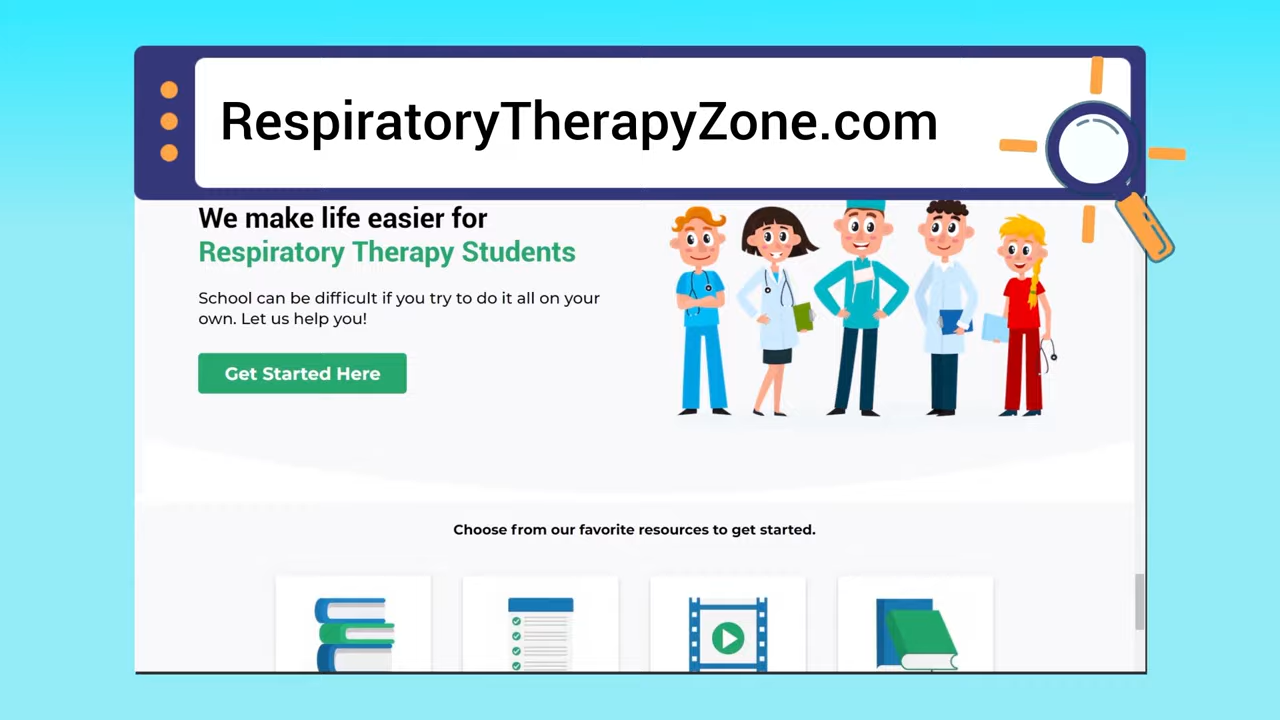 RespiratoryTherapyZone.com
We make life easier for
Respiratory Therapy Students
School can be difficult if you try to do it all on your
own. Let us help you!
Get Started Here
Choose from our favorite resources to get started.